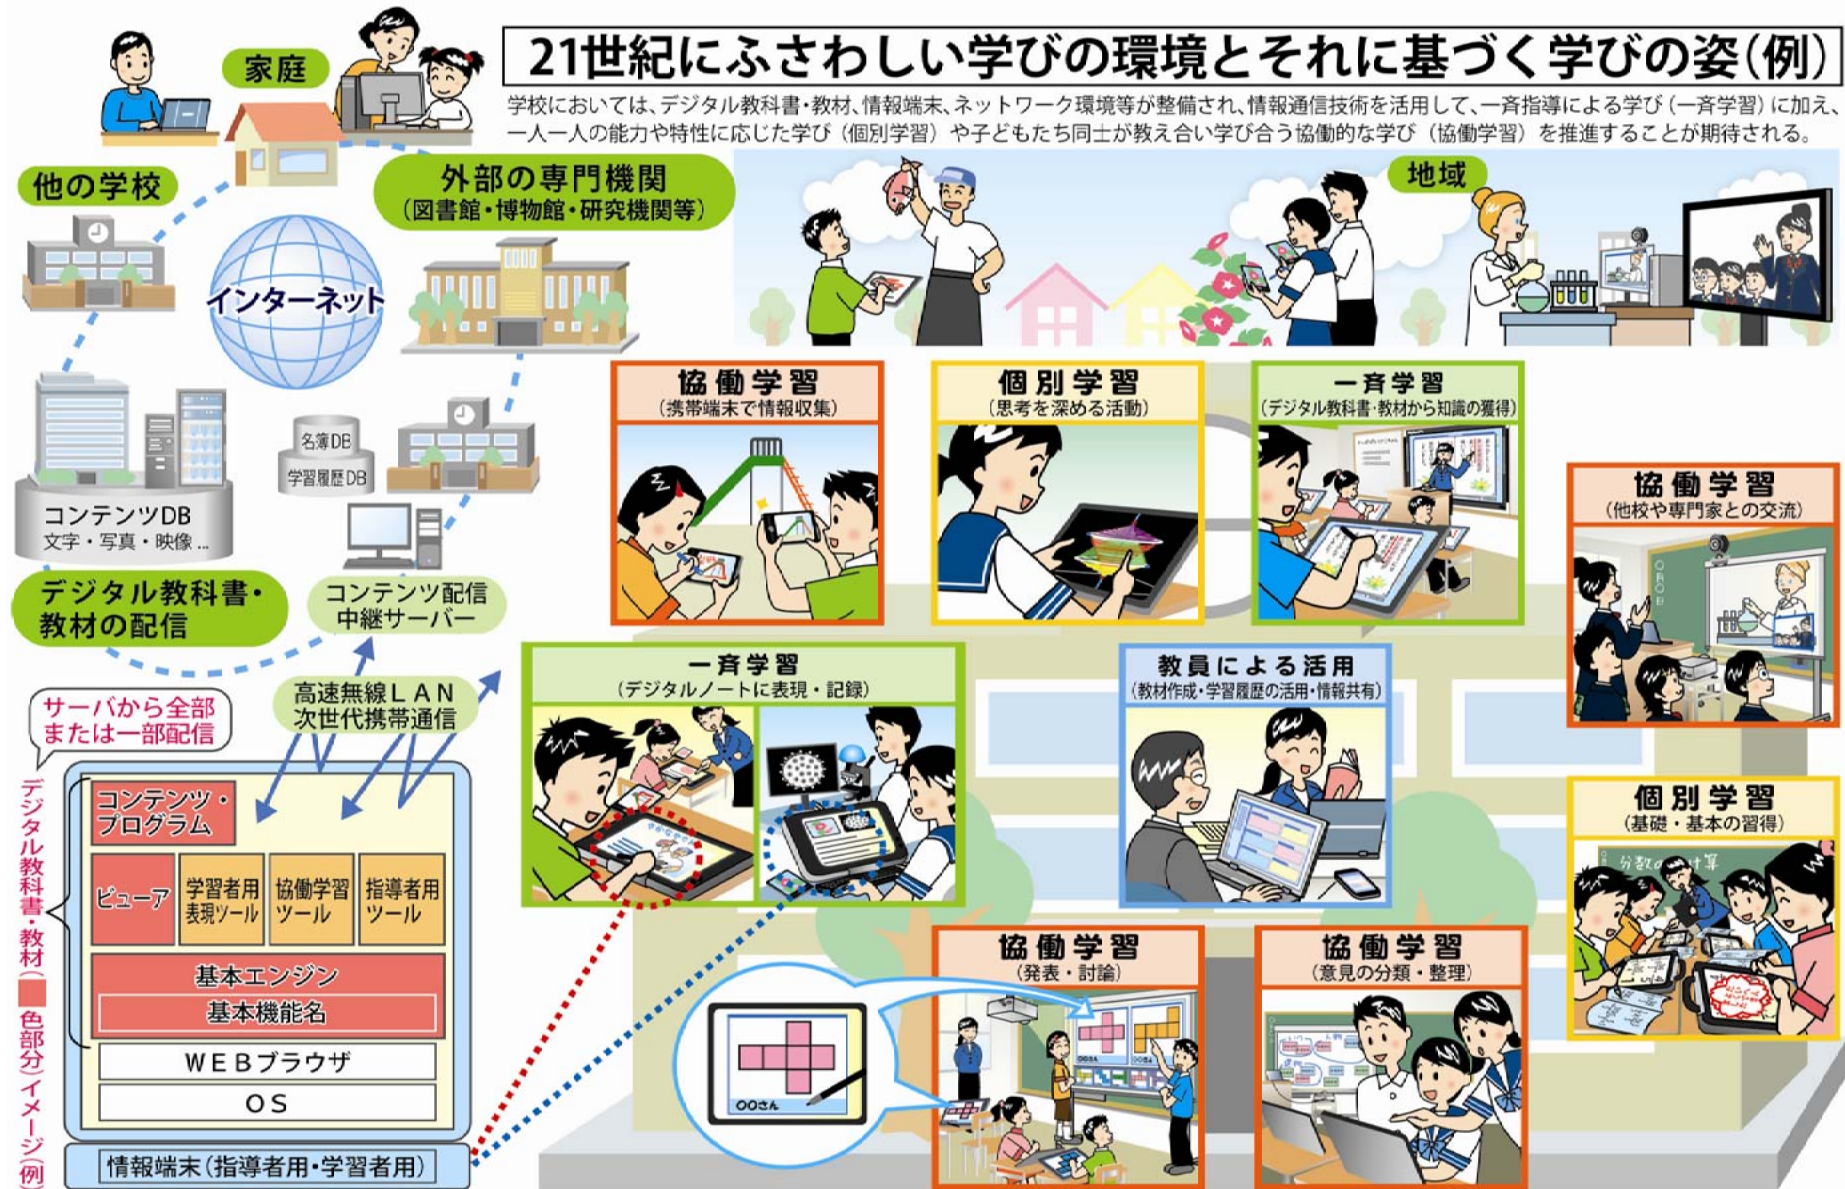 21世紀にふさわしい学びの環境とそれに基づく学びの姿(例)
学校においては、デジタル教科書・教材、情報端末、ネットワーク環境等が整備され、情報通信技術を活用して、一斉指導による学び(一斉学習)に加え、
一人一人の能力や特性に応じた学び(個別学習)や子どもたち同士が教え合い学び合う協働的な学び(協働学習)を推進することが期待される。
家庭
他の学校
外部の専門機関
(図書館・博物館・研究機関等)
地域
インターネット
名簿DB
学習履歴DB
コンテンツDB
文字・写真・映像...
デジタル教科書・
教材の配信
コンテンツ配信
中継サーバー
高速無線LAN
次世代携帯通信
サーバから全部
または一部配信
デジタル教科書・教材(色部分)イメージ(例)
コンテンツ・
プログラム
ビューア
学習者用
表現ツール
協働学習
ツール
指導者用
ツール
基本エンジン
基本機能名
WEBブラウザ
OS
情報端末(指導者用・学習者用)
協働学習
(携帯端末で情報収集)
個別学習
(思考を深める活動)
一斉学習
(デジタル教科書・教材から知識の獲得)
協働学習
(他校や専門家との交流)
一斉学習
(デジタルノートに表現・記録)
教員による活用
(教材作成・学習履歴の活用・情報共有)
個別学習
(基礎・基本の習得)
協働学習
(発表・討論)
〇〇さん
〇〇さん
〇〇さん
協働学習
(意見の分類・整理)